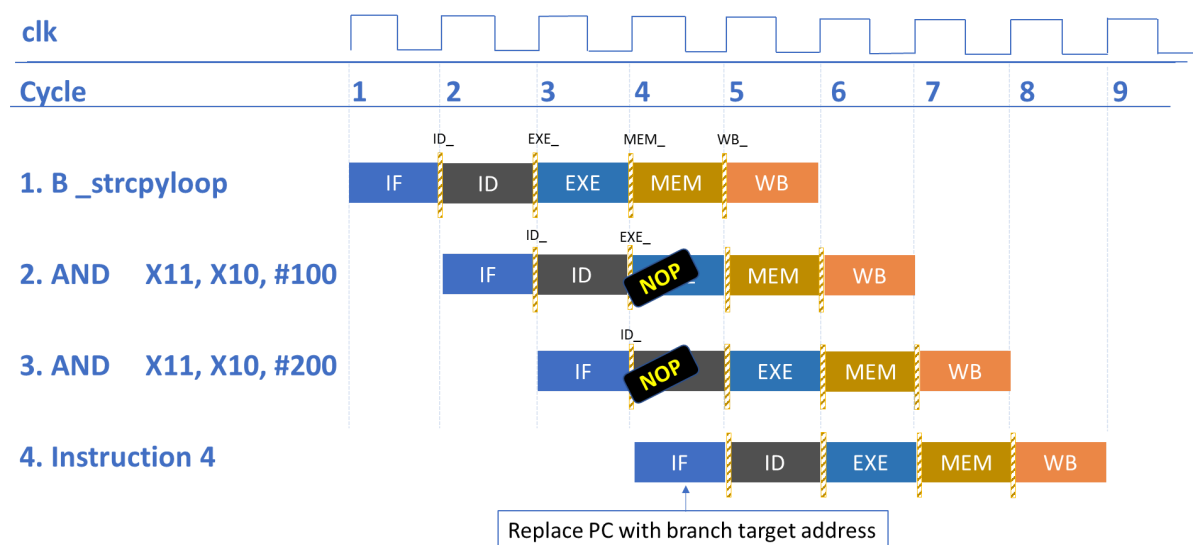 clk
Cycle 1 2 3 4 5 6 7 8 9
ID_ EXE_ MEM_ WB_
1. B _strcpyloop IF ID EXE MEM WB
ID_ EXE_
2. AND X11, X10, #100 IF ID NOP MEM WB
ID_
3. AND X11, X10, #200 IF NOP EXE MEM WB
4. Instruction 4 IF ID EXE MEM WB
Replace PC with branch target address